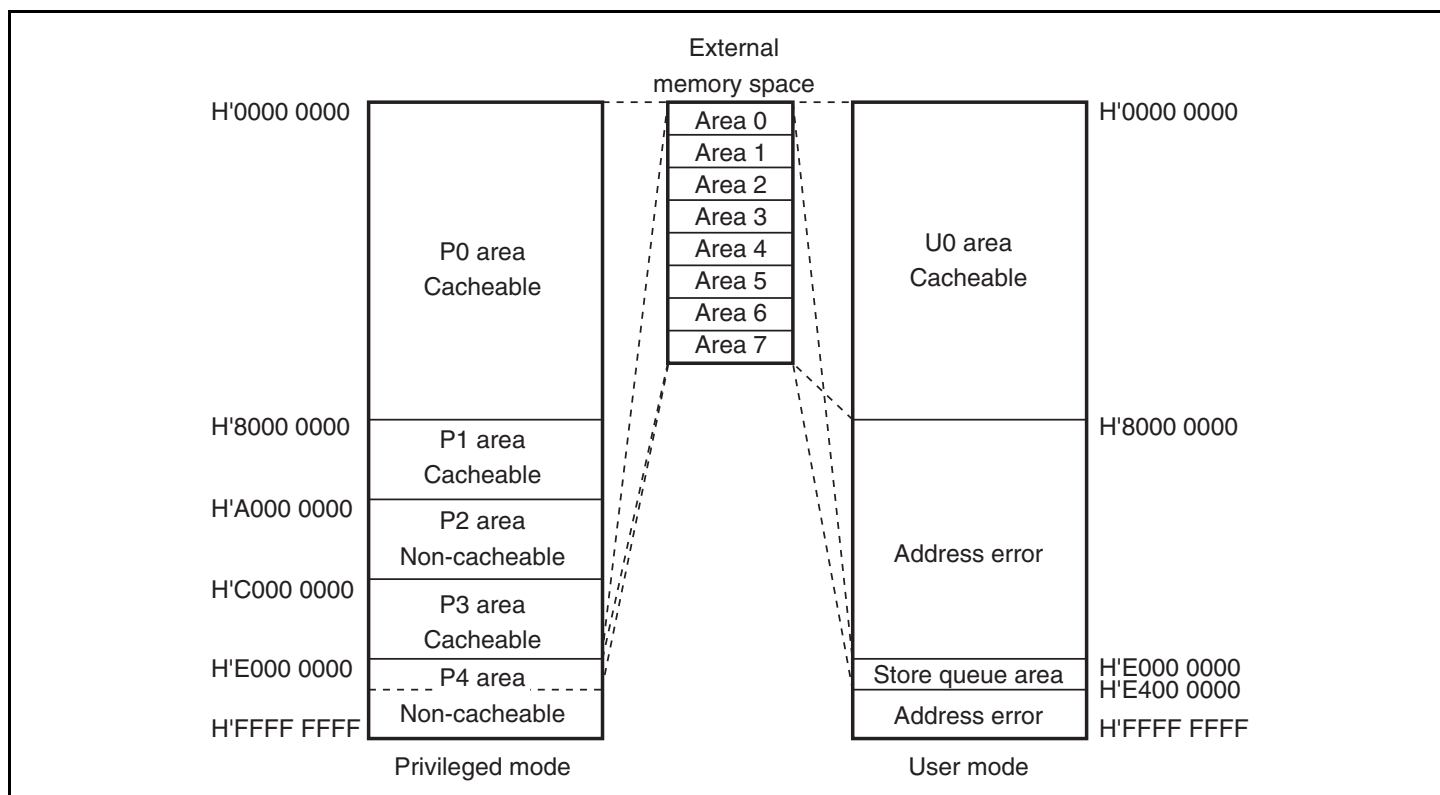 External
memory space
H'0000 0000
P0 area
Cacheable
H'8000 0000
P1 area
Cacheable
H'A000 0000
P2 area
Non-cacheable
H'C000 0000
P3 area
Cacheable
H'E000 0000
P4 area
Non-cacheable
H'FFFF FFFF
Privileged mode
Area 0
Area 1
Area 2
Area 3
Area 4
Area 5
Area 6
Area 7
H'0000 0000
U0 area
Cacheable
H'8000 0000
Address error
Store queue area
H'E000 0000
H'E400 0000
Address error
H'FFFF FFFF
User mode